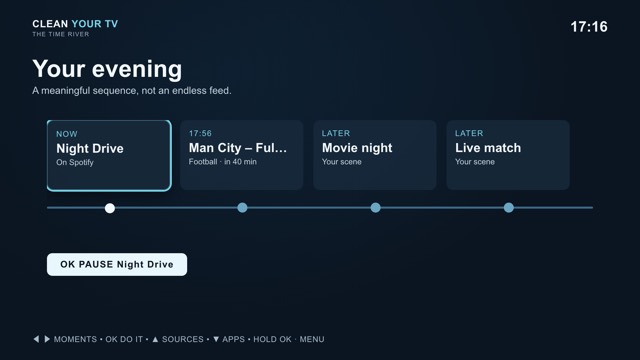 CLEAN YOUR TV
THE TIME RIVER
17:16
Your evening
A meaningful sequence, not an endless feed.
NOW
Night Drive
On Spotify
17:56
Man City – Ful...
Football · in 40 min
LATER
Movie night
Your scene
LATER
Live match
Your scene
OK PAUSE Night Drive
◀ ▶ MOMENTS • OK DO IT • ▲ SOURCES • ▼ APPS • HOLD OK · MENU